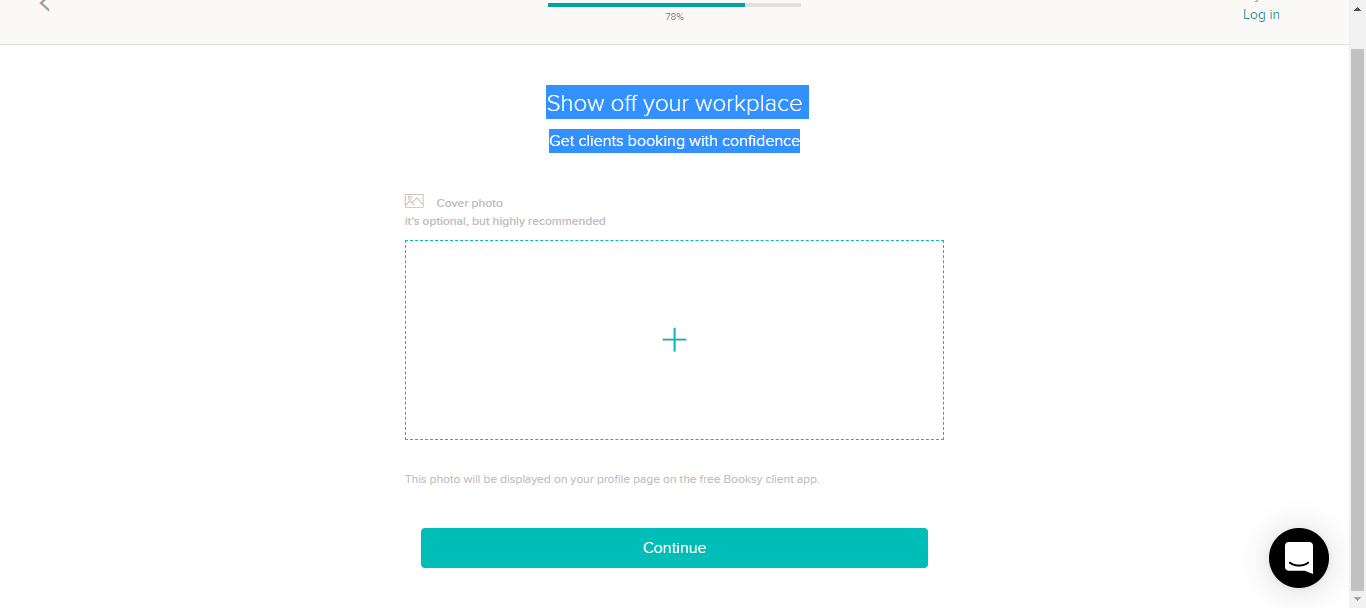 78%
Log in
Show off your workplace
Get clients booking with confidence
Cover photo
it's optional, but highly recommended
This photo will be displayed on your profile page on the free Booksy client app.
Continue